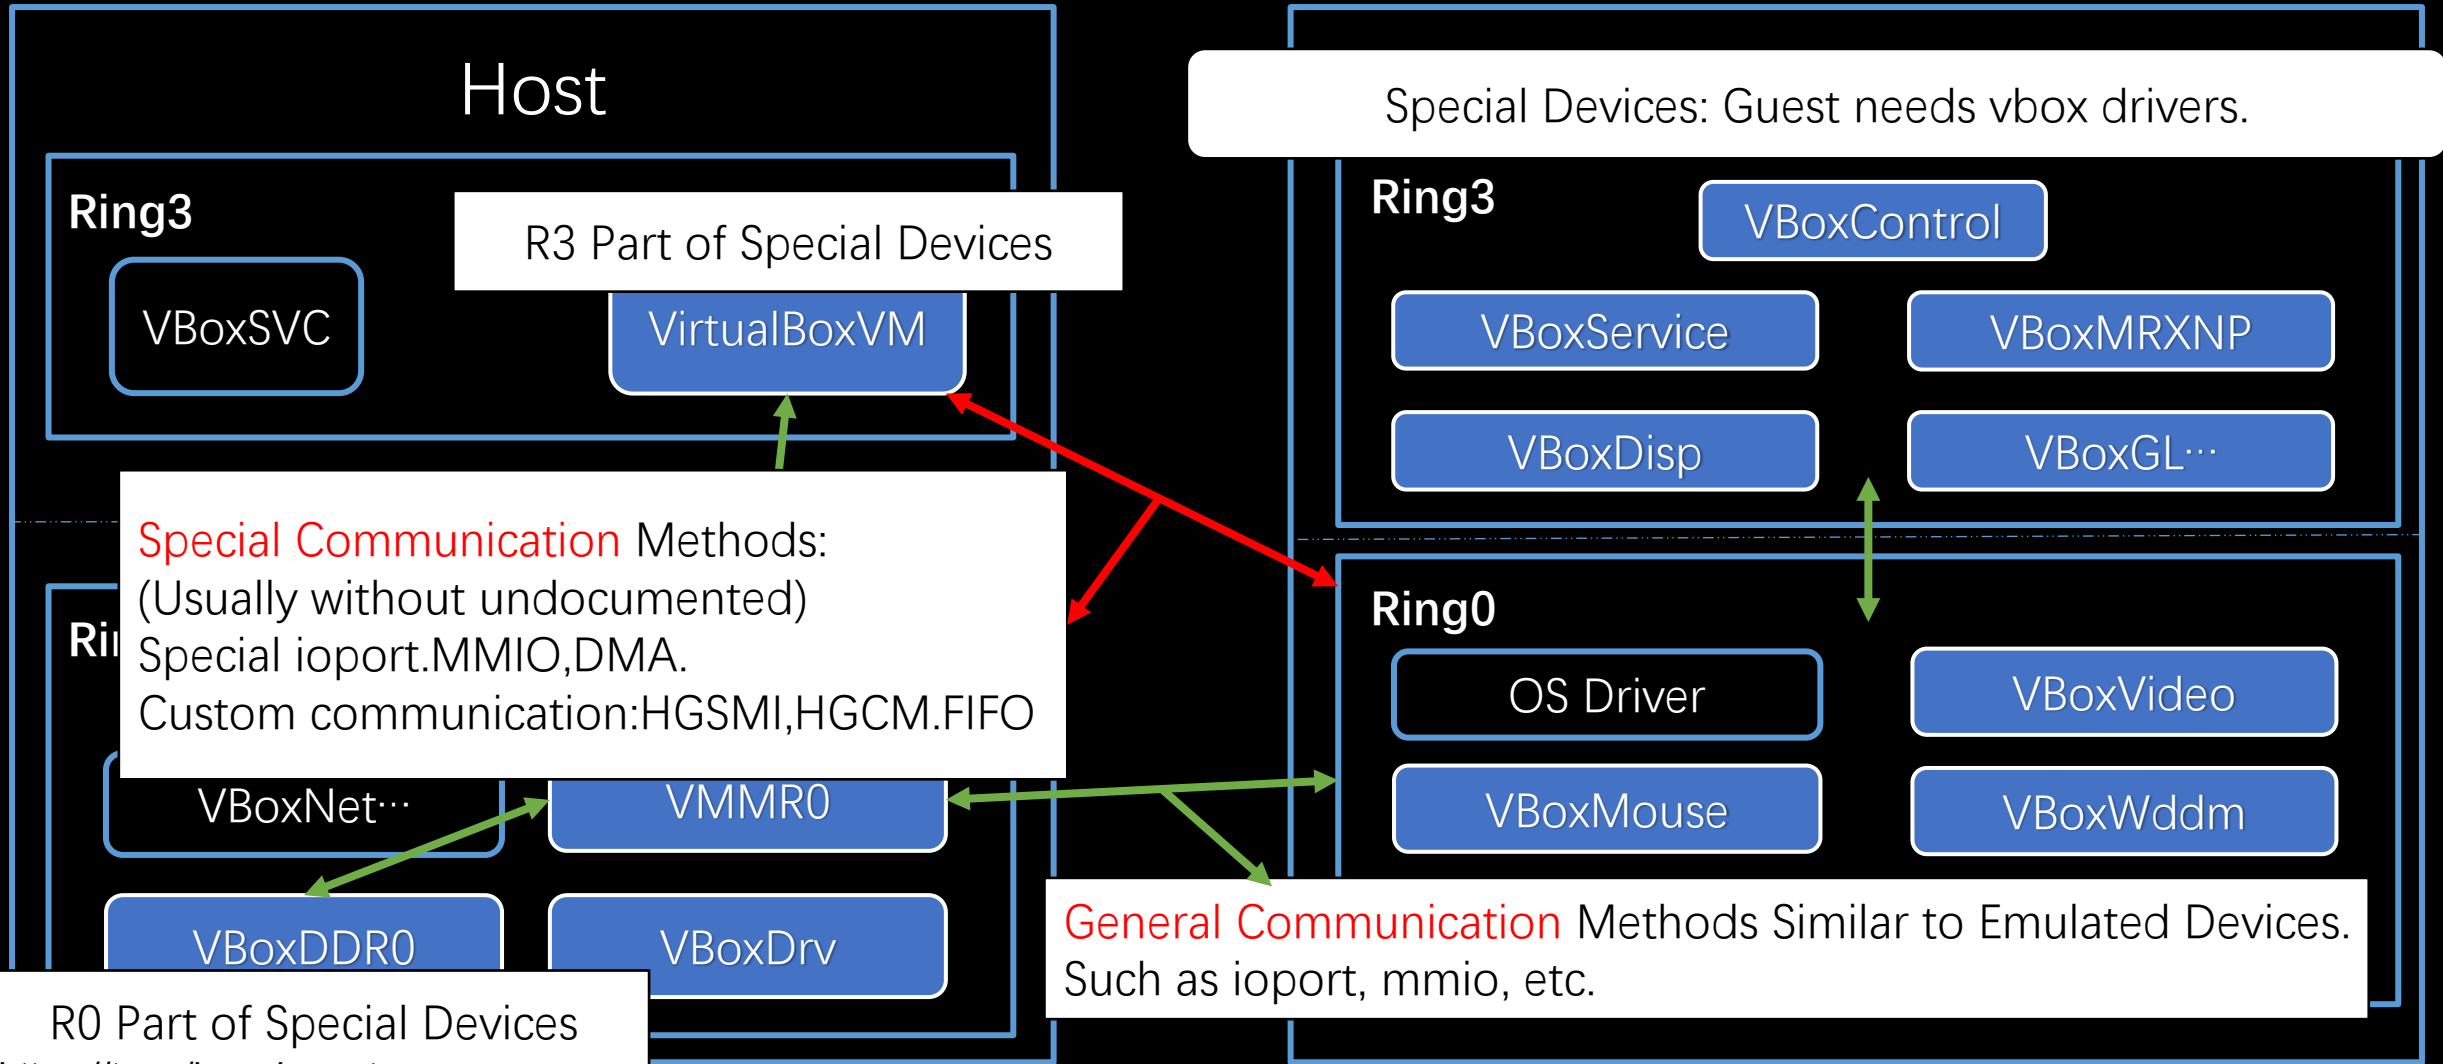 Host
Special Devices: Guest needs vbox drivers.
Ring3
R3 Part of Special Devices
VBoxSVC
VirtualBoxVM
Ring3
VBoxControl
VBoxService
VBoxMRXNP
VBoxDisp
VBoxGL…
Special Communication Methods:
(Usually without undocumented)
Special ioport.MMIO,DMA.
Custom communication:HGSMI,HGCM.FIFO
Ring0
OS Driver
VBoxVideo
VBoxMouse
VBoxWddm
VBoxNet…
VMMR0
VBoxDDR0
VBoxDrv
General Communication Methods Similar to Emulated Devices.
Such as ioport, mmio, etc.
R0 Part of Special Devices